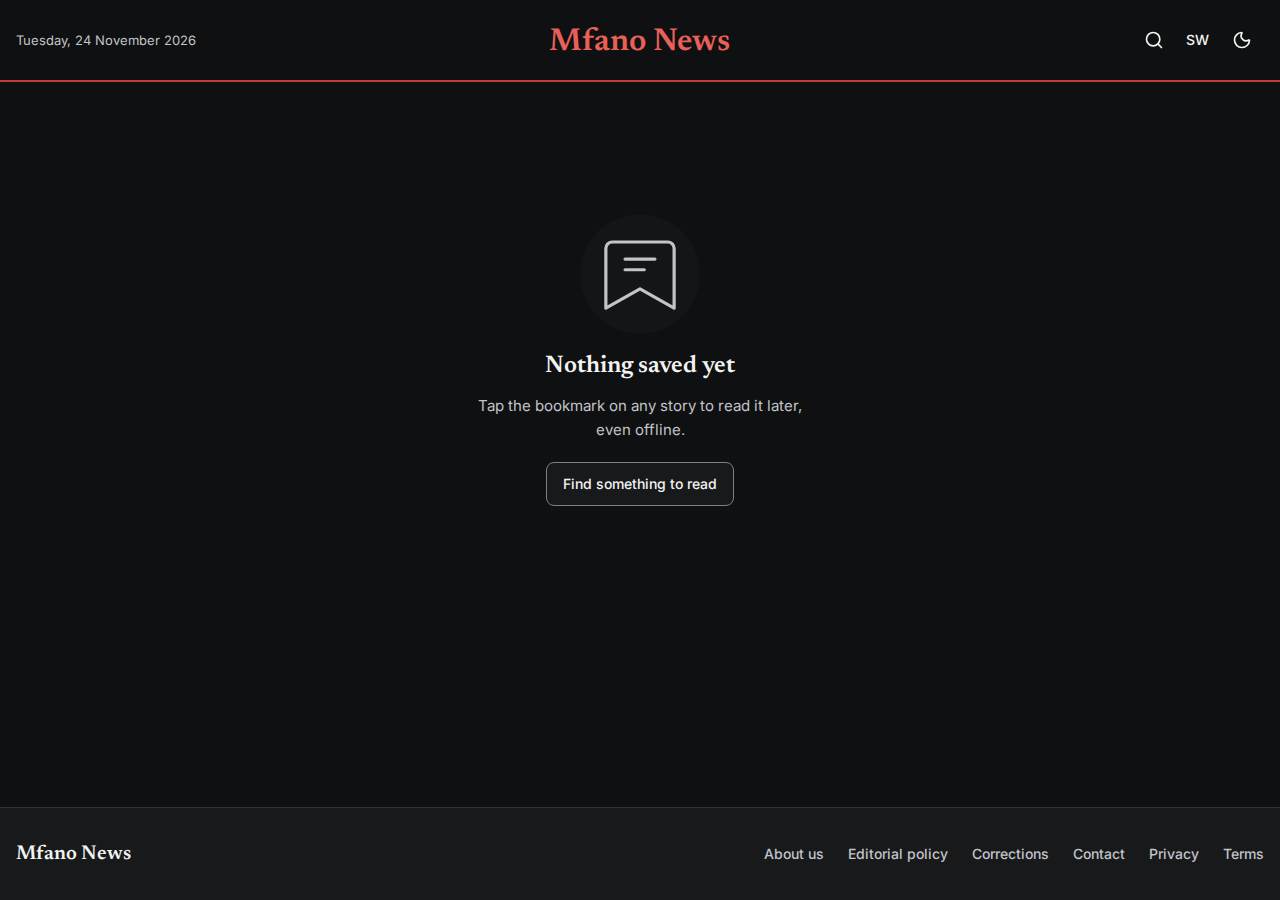 Tuesday, 24 November 2026
Mfano News
SW
Nothing saved yet
Tap the bookmark on any story to read it later,
even offline.
Find something to read
Mfano News
About us
Editorial policy
Corrections
Contact
Privacy
Terms